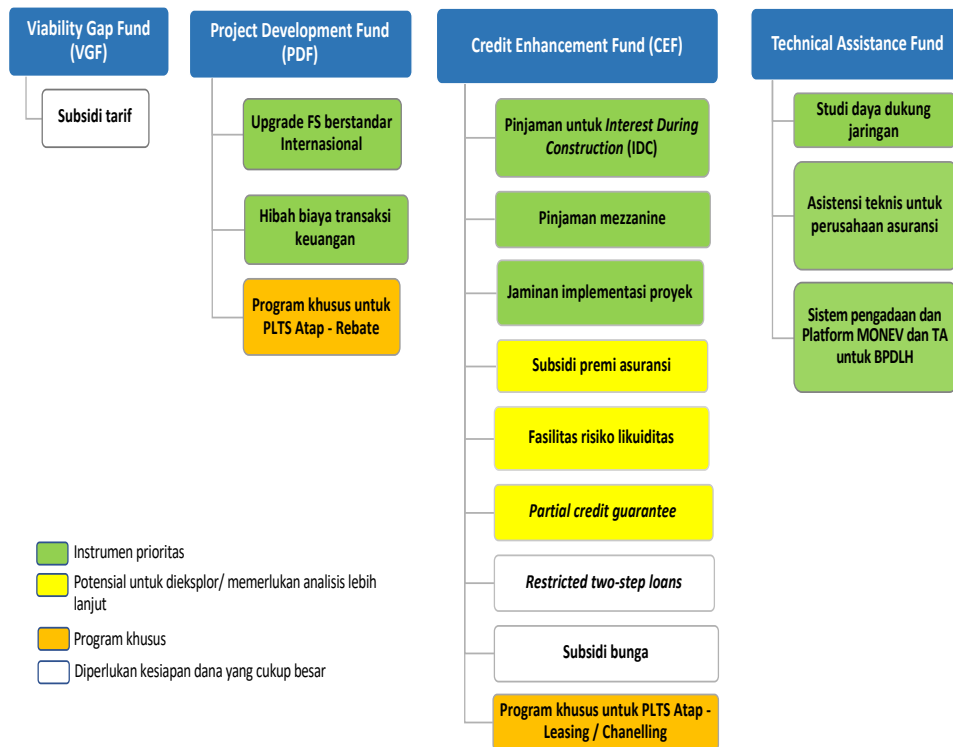 Viability Gap Fund
(VGF)
Subsidi tarif
Project Development Fund
(PDF)
Upgrade FS berstandar
Internasional
Hibah biaya transaksi
keuangan
Program khusus untuk
PLTS Atap - Rebate
Credit Enhancement Fund (CEF)
Pinjaman untuk Interest During
Construction (IDC)
Pinjaman mezzanine
Jaminan implementasi proyek
Subsidi premi asuransi
Fasilitas risiko likuiditas
Partial credit guarantee
Restricted two-step loans
Subsidi bunga
Program khusus untuk PLTS Atap -
Leasing / Chanelling
Technical Assistance Fund
Studi daya dukung
jaringan
Asistensi teknis untuk
perusahaan asuransi
Sistem pengadaan dan
Platform MONEV dan TA
untuk BPDLH
Instrumen prioritas
Potensial untuk dieksplor/ memerlukan analisis lebih
lanjut
Program khusus
Diperlukan kesiapan dana yang cukup besar